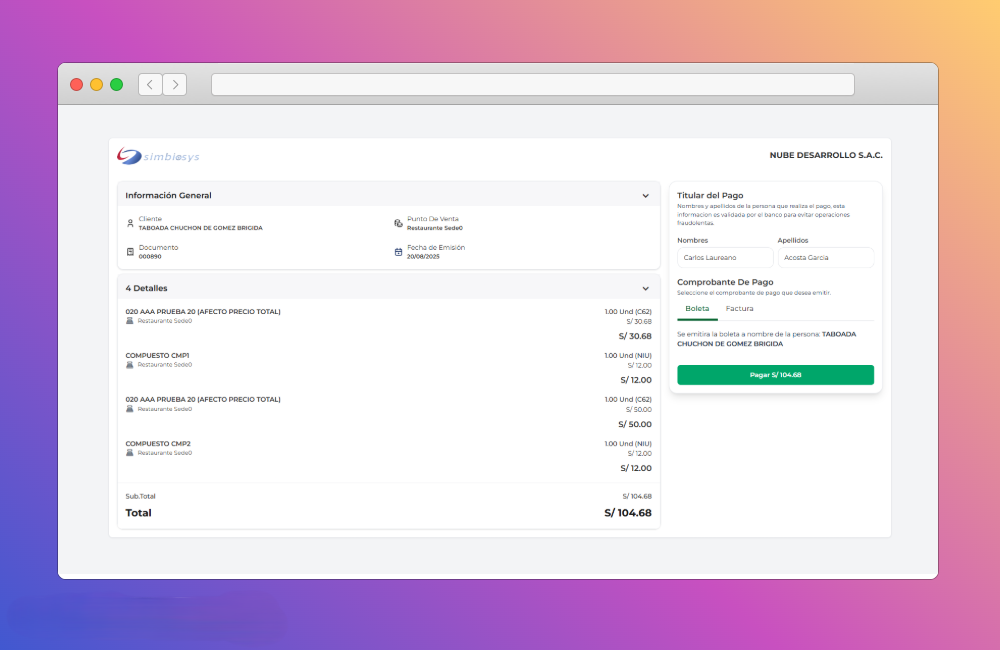 simbiosys
NUBE DESARROLLO S.A.C.
Información General
Cliente
TABOADA CHUCHON DE GOMEZ BRIGIDA
Punto De Venta
Restaurante Sede0
Documento
000890
Fecha de Emisión
20/08/2025
4 Detalles
020 AAA PRUEBA 20 (AFECTO PRECIO TOTAL)
1.00 Und (C62)
Restaurante Sede0
S/ 30.68
S/ 30.68
COMPUESTO CMP1
1.00 Und (NIU)
Restaurante Sede0
S/ 12.00
S/ 12.00
020 AAA PRUEBA 20 (AFECTO PRECIO TOTAL)
1.00 Und (C62)
Restaurante Sede0
S/ 50.00
S/ 50.00
COMPUESTO CMP2
1.00 Und (NIU)
Restaurante Sede0
S/ 12.00
S/ 12.00
Sub.Total
S/ 104.68
Total
S/ 104.68
Titular del Pago
Nombres y apellidos de la persona que realiza el pago, esta
informacion es validada por el banco para evitar operaciones
fraudolentas.
Nombres
Apellidos
Carlos Laureano
Acosta Garcia
Comprobante De Pago
Seleccione el comprobante de pago que desea emitir.
Boleta
Factura
Se emitira la boleta a nombre de la persona: TABOADA
CHUCHON DE GOMEZ BRIGIDA
Pagar S/ 104.68